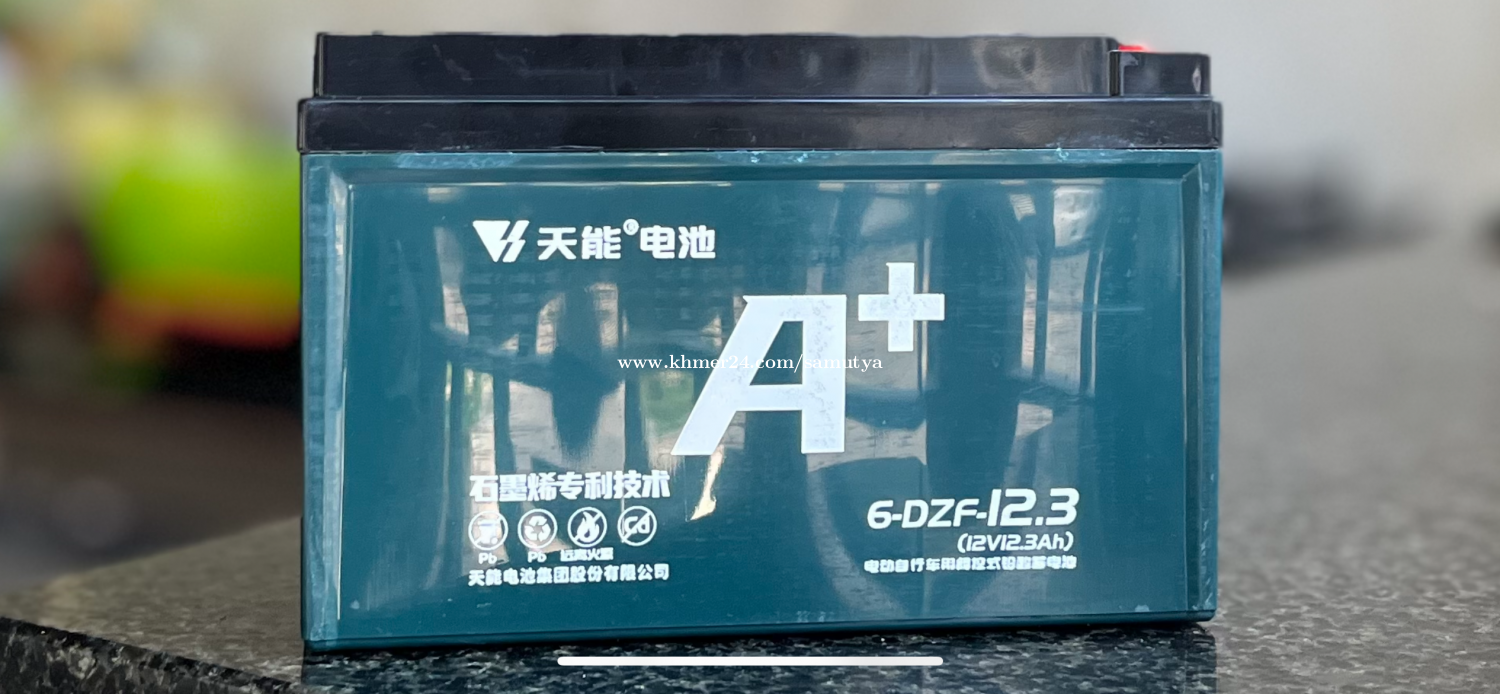 天能®电池
A+
www.khmer24.com/samutya
石墨烯专利技术
Pb Pb 远离火源
Cd
天能电池集团股份有限公司
6-DZF-12.3
(12V12.3Ah)
电动自行车用阀控式铅酸蓄电池